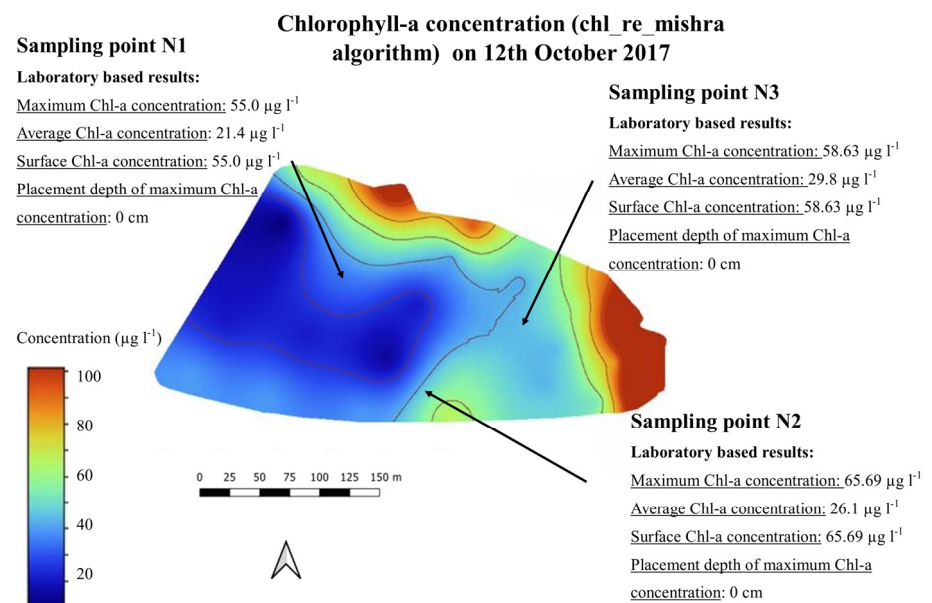 Chlorophyll-a concentration (chl_re_mishra
algorithm) on 12th October 2017
Sampling point N1
Laboratory based results:
Maximum Chl-a concentration: 55.0 µg l⁻¹
Average Chl-a concentration: 21.4 µg l⁻¹
Surface Chl-a concentration: 55.0 µg l⁻¹
Placement depth of maximum Chl-a
concentration: 0 cm
Sampling point N3
Laboratory based results:
Maximum Chl-a concentration: 58.63 µg l⁻¹
Average Chl-a concentration: 29.8 µg l⁻¹
Surface Chl-a concentration: 58.63 µg l⁻¹
Placement depth of maximum Chl-a
concentration: 0 cm
Concentration (µg l⁻¹)
100
80
60
40
20
0 25 50 75 100 125 150 m
Sampling point N2
Laboratory based results:
Maximum Chl-a concentration: 65.69 µg l⁻¹
Average Chl-a concentration: 26.1 µg l⁻¹
Surface Chl-a concentration: 65.69 µg l⁻¹
Placement depth of maximum Chl-a
concentration: 0 cm